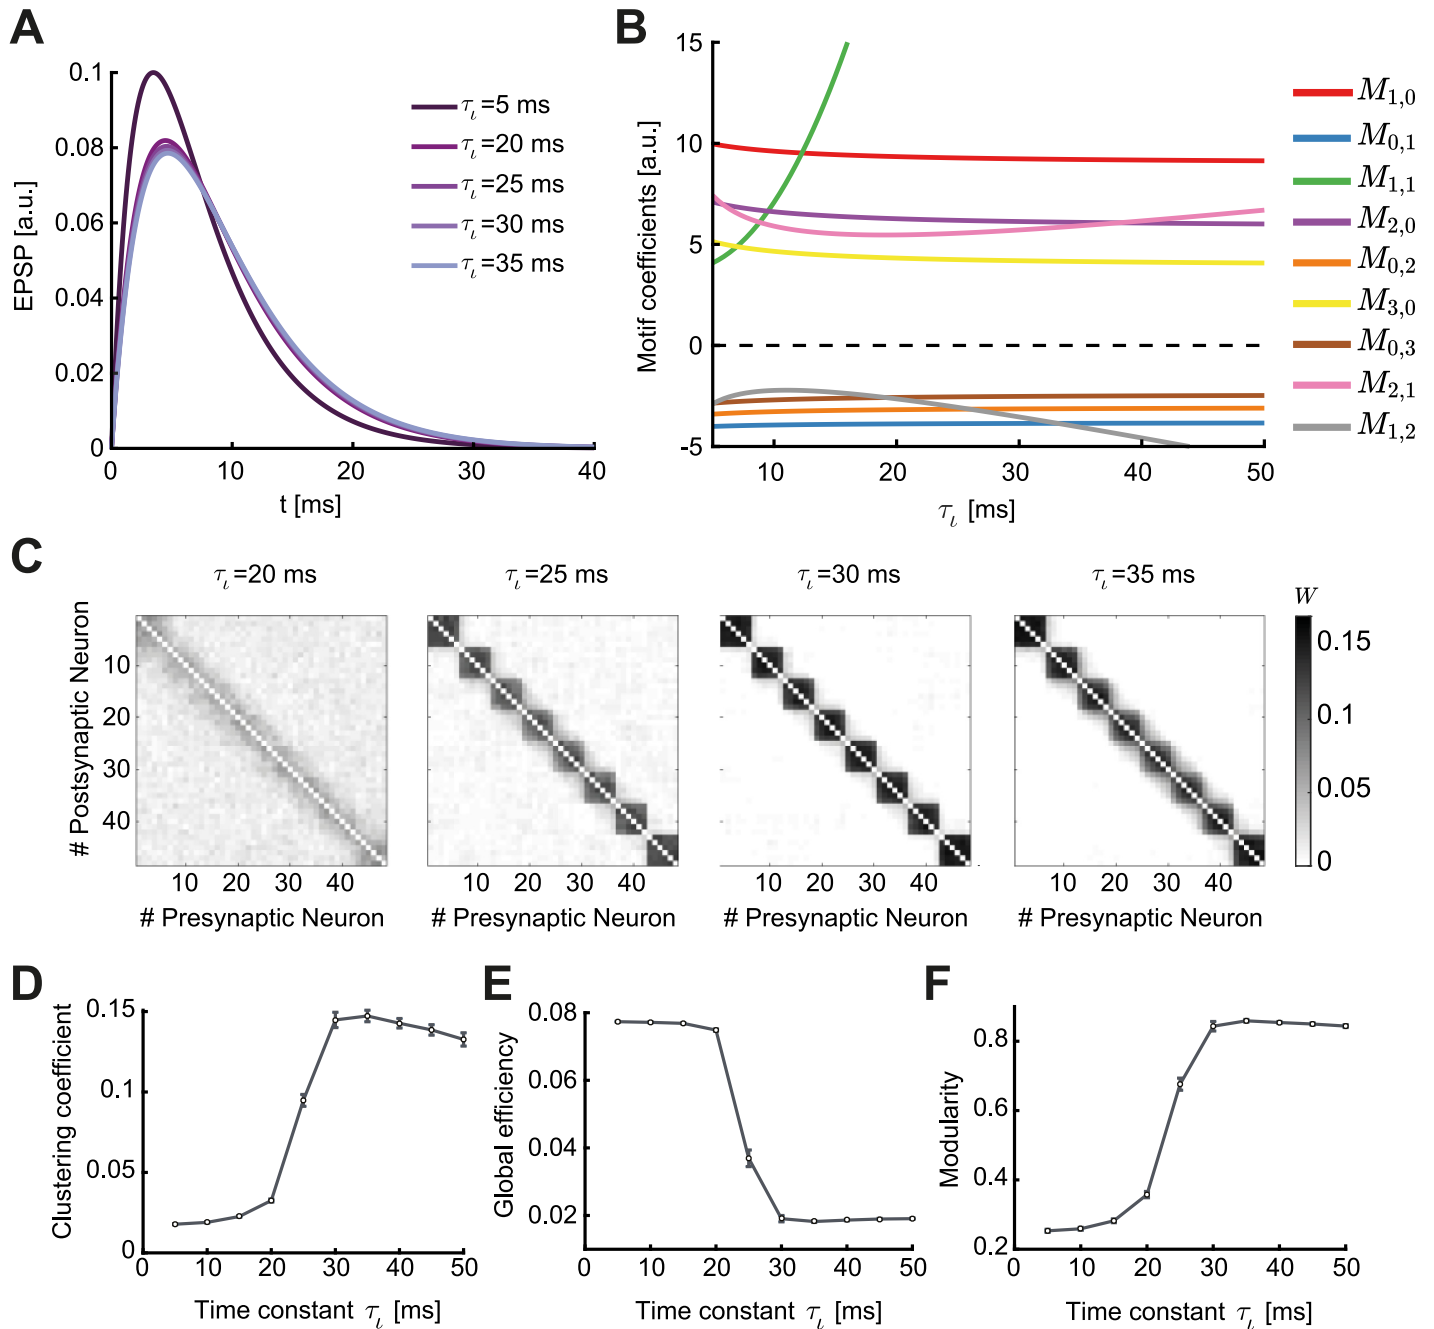 A
EPSP [a.u.]
0.1
0.08
0.06
0.04
0.02
0
0 10 20 30 40
t [ms]
τι=5 ms
τι=20 ms
τι=25 ms
τι=30 ms
τι=35 ms
B
Motif coefficients [a.u.]
15
10
5
0
-5
10 20 30 40 50
τι [ms]
M1,0
M0,1
M1,1
M2,0
M0,2
M3,0
M0,3
M2,1
M1,2
C
τι=20 ms τι=25 ms τι=30 ms τι=35 ms
# Postsynaptic Neuron
10
20
30
40
10 20 30 40 10 20 30 40 10 20 30 40 10 20 30 40
# Presynaptic Neuron # Presynaptic Neuron # Presynaptic Neuron # Presynaptic Neuron
W
0.15
0.1
0.05
0
D
Clustering coefficient
0.15
0.1
0.05
0
0 10 20 30 40 50
Time constant τι [ms]
E
Global efficiency
0.08
0.06
0.04
0.02
0 10 20 30 40 50
Time constant τι [ms]
F
Modularity
0.8
0.6
0.4
0.2
0 10 20 30 40 50
Time constant τι [ms]